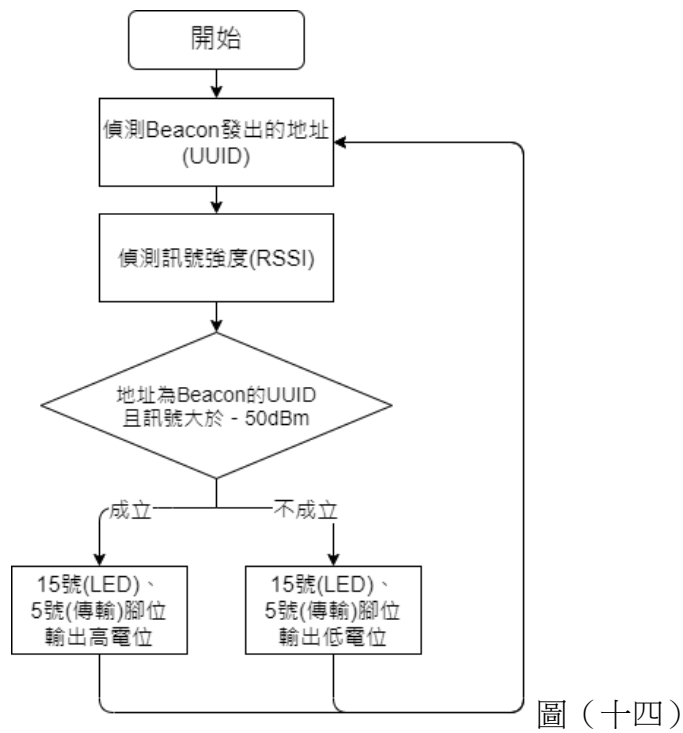 開始
偵測Beacon發出的地址
(UUID)
偵測訊號強度(RSSI)
地址為Beacon的UUID
且訊號大於 - 50dBm
成立
不成立
15號(LED)、
5號(傳輸)腳位
輸出高電位
15號(LED)、
5號(傳輸)腳位
輸出低電位
圖（十四）